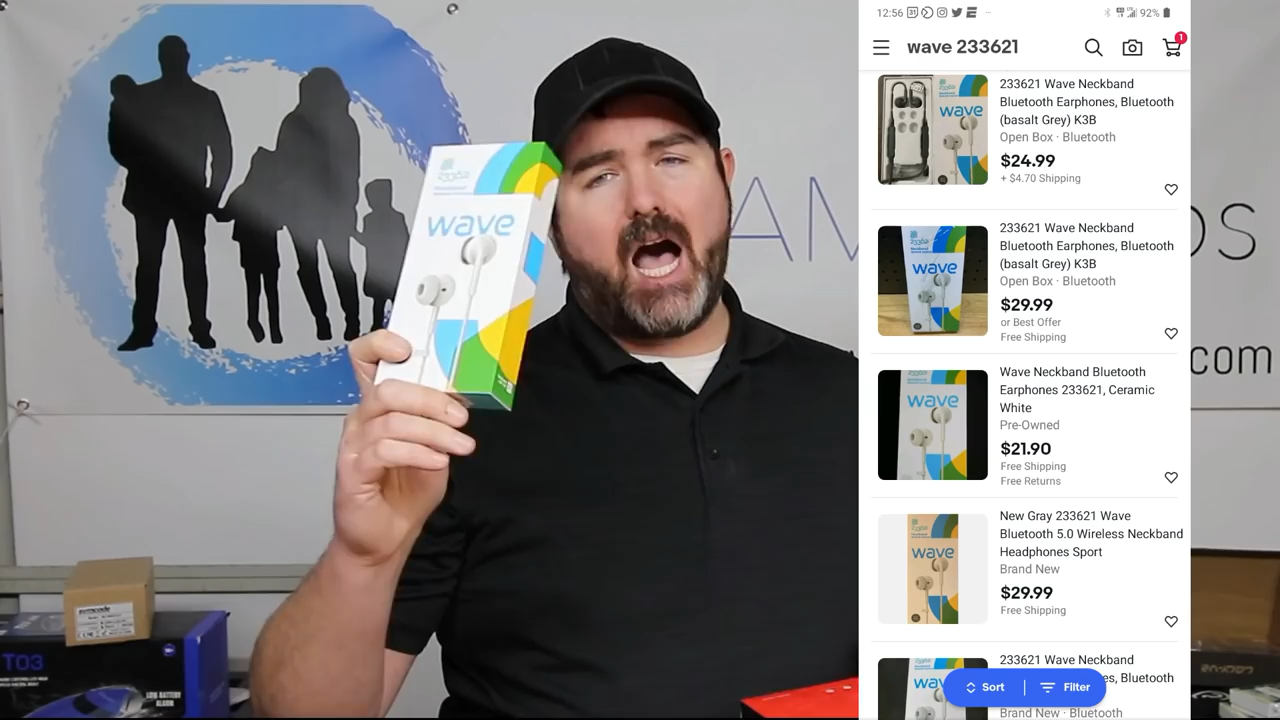 12:56
31
92%
wave 233621
1
233621 Wave Neckband
Bluetooth Earphones, Bluetooth
(basalt Grey) K3B
Open Box · Bluetooth
$24.99
+ $4.70 Shipping
233621 Wave Neckband
Bluetooth Earphones, Bluetooth
(basalt Grey) K3B
Open Box · Bluetooth
$29.99
or Best Offer
Free Shipping
Wave Neckband Bluetooth
Earphones 233621, Ceramic
White
Pre-Owned
$21.90
Free Shipping
Free Returns
New Gray 233621 Wave
Bluetooth 5.0 Wireless Neckband
Headphones Sport
Brand New
$29.99
Free Shipping
233621 Wave Neckband
Brand New · Bluetooth
Sort
Filter
wave
wave
wave
wave
wave
.com
T03
LOW BATTERY
ALARM